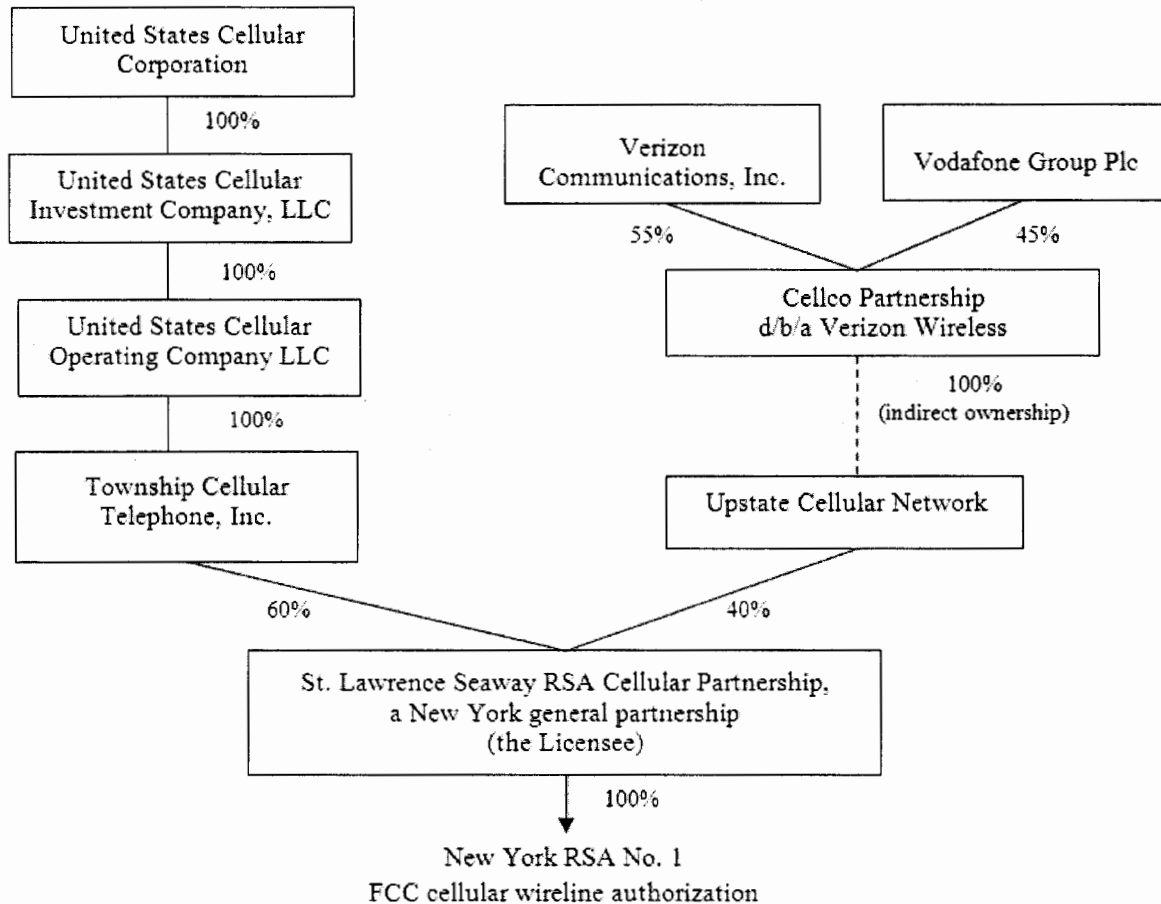 United States Cellular
Corporation
100%
United States Cellular
Investment Company, LLC
100%
United States Cellular
Operating Company LLC
100%
Township Cellular
Telephone, Inc.
Verizon
Communications, Inc.
Vodafone Group Plc
55%
45%
Cellco Partnership
d/b/a Verizon Wireless
100%
(indirect ownership)
Upstate Cellular Network
60%
40%
St. Lawrence Seaway RSA Cellular Partnership,
a New York general partnership
(the Licensee)
100%
New York RSA No. 1
FCC cellular wireline authorization